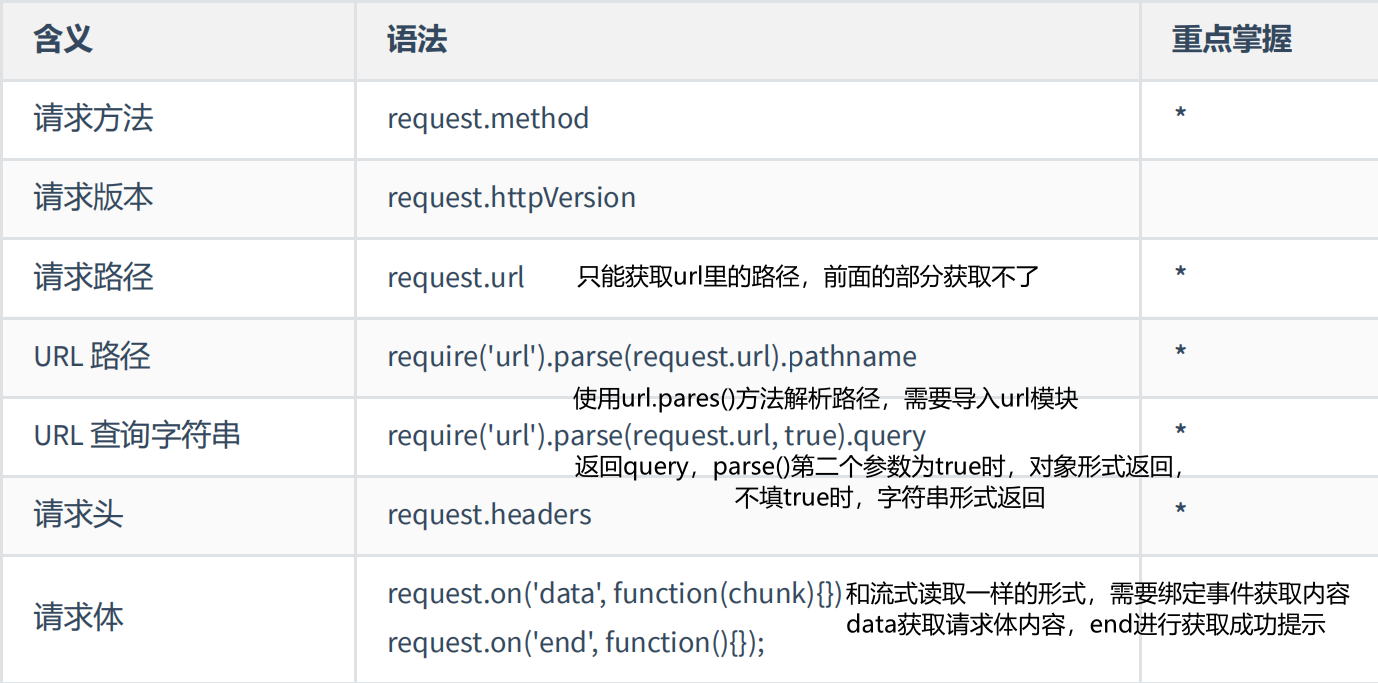 含义 语法 重点掌握
请求方法 request.method *
请求版本 request.httpVersion
请求路径 request.url 只能获取url里的路径，前面的部分获取不了 *
URL 路径 require('url').parse(request.url).pathname *
使用url.pares()方法解析路径，需要导入url模块
URL 查询字符串 require('url').parse(request.url, true).query *
返回query，parse()第二个参数为true时，对象形式返回，
不填true时，字符串形式返回
请求头 request.headers *
请求体
request.on('data', function(chunk){}) 和流式读取一样的形式，需要绑定事件获取内容
data获取请求体内容，end进行获取成功提示
request.on('end', function(){});